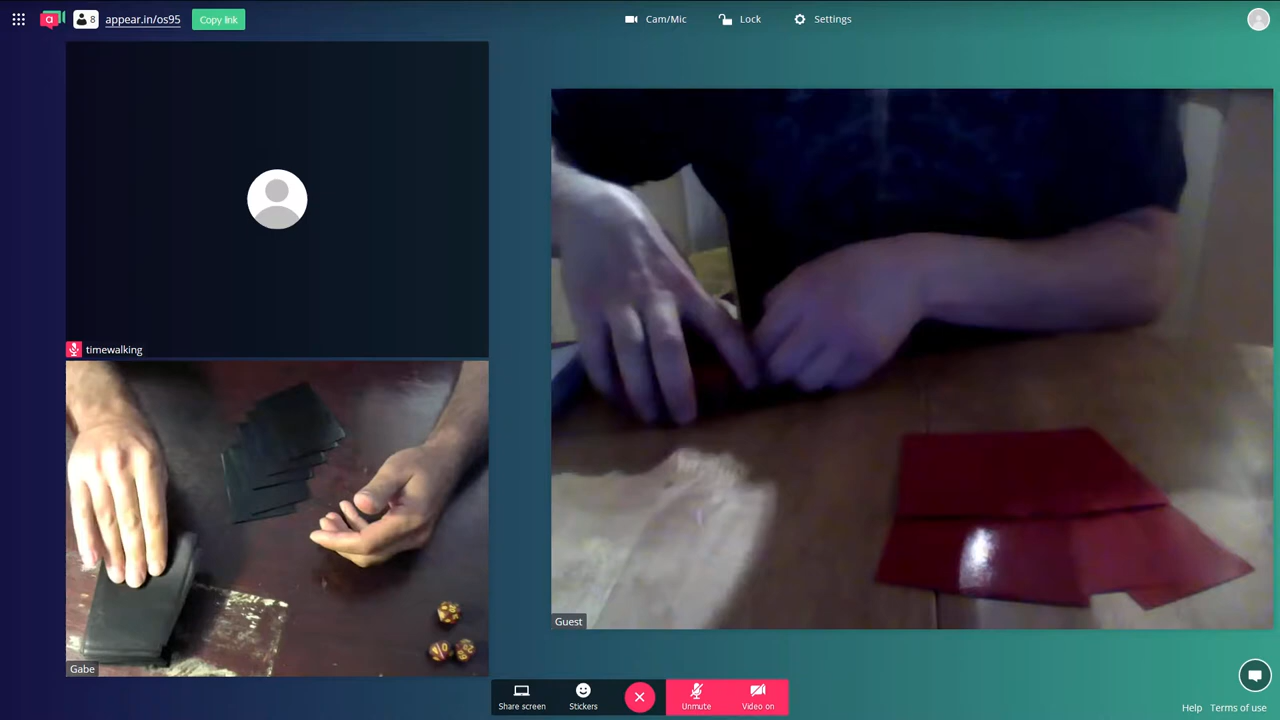 8 appear.in/os95 Copy link Cam/Mic Lock Settings
timewalking
Guest
Gabe
Share screen Stickers Unmute Video on
Help Terms of use